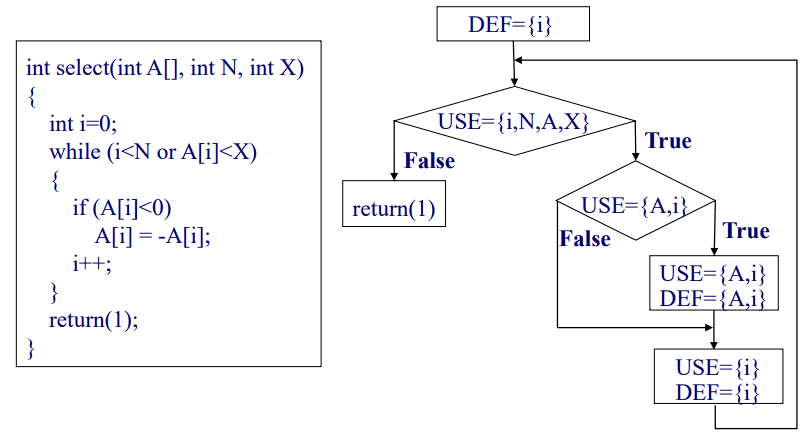 int select(int A[], int N, int X)
{
int i=0;
while (i<N or A[i]<X)
{
if (A[i]<0)
A[i] = -A[i];
i++;
}
return(1);
}
DEF={i}
USE={i,N,A,X}
True
False
return(1)
USE={A,i}
False
True
USE={A,i}
DEF={A,i}
USE={i}
DEF={i}